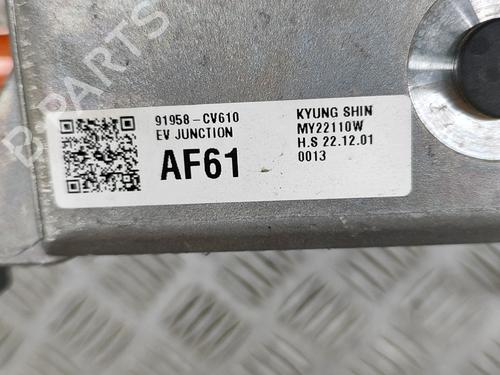 91958-CV610
EV JUNCTION
AF61
KYUNG SHIN
MY22110W
H.S 22.12.01
0013
B-PARTS